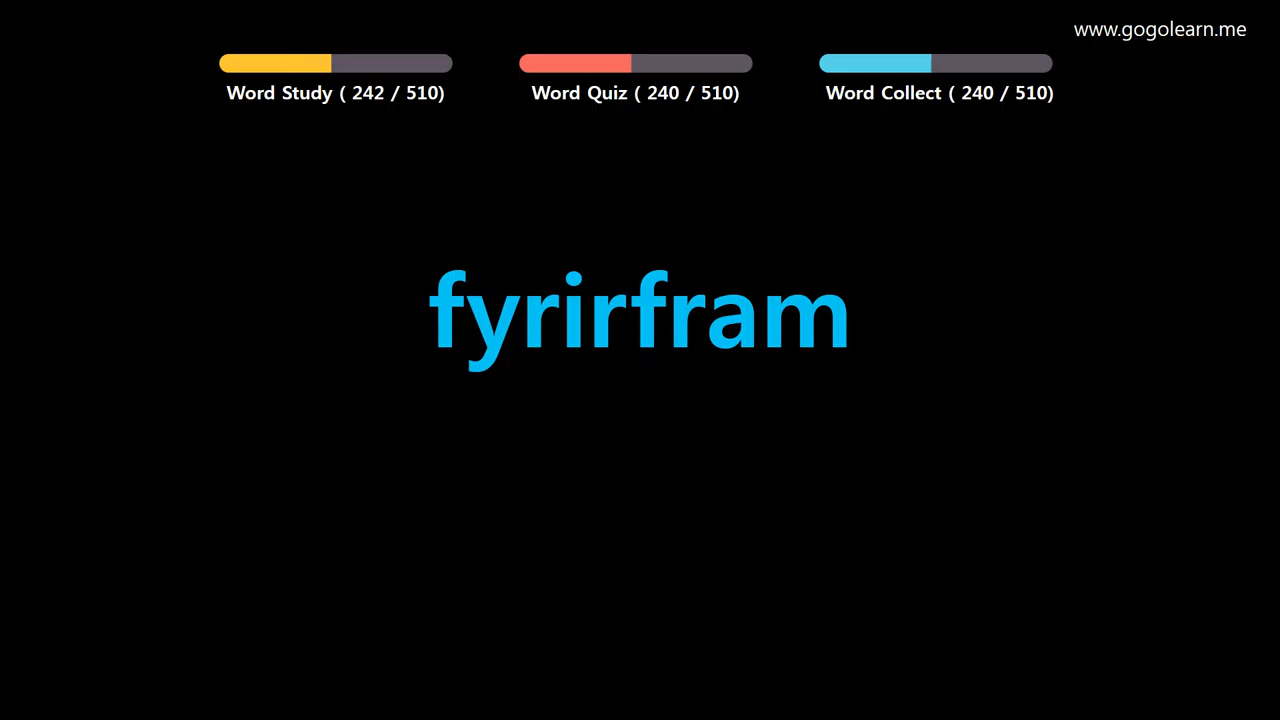 www.gogolearn.me
Word Study ( 242 / 510)
Word Quiz ( 240 / 510)
Word Collect ( 240 / 510)
fyrirfram